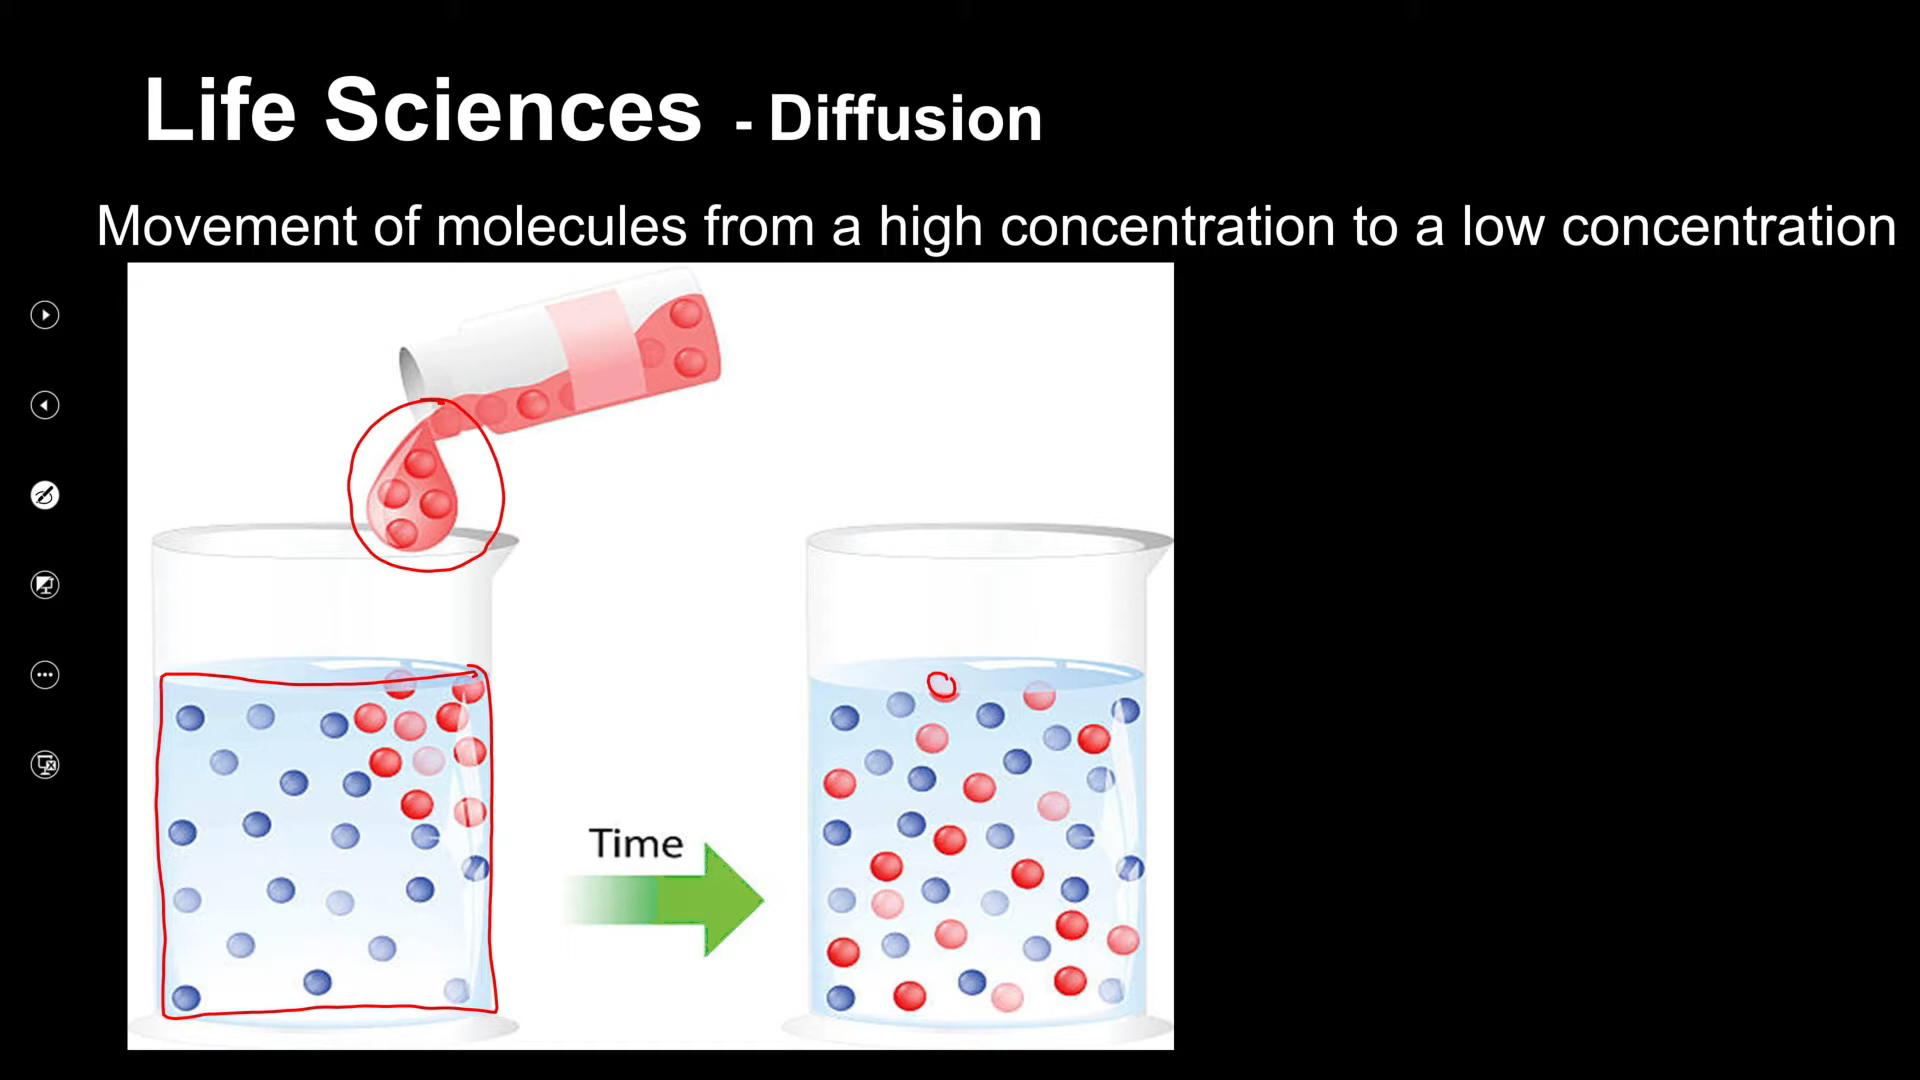 Life Sciences - Diffusion
Movement of molecules from a high concentration to a low concentration
Time